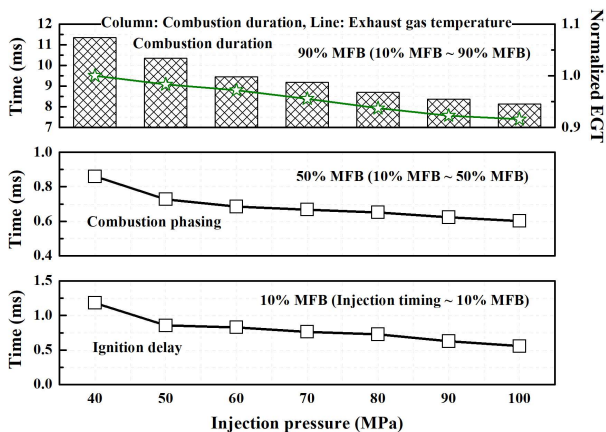 Column: Combustion duration, Line: Exhaust gas temperature
Combustion duration
90% MFB (10% MFB ~ 90% MFB)
Time (ms)
12
11
10
9
8
7
1.1
1.0
0.9
Normalized EGT
50% MFB (10% MFB ~ 50% MFB)
Combustion phasing
Time (ms)
1.0
0.8
0.6
0.4
10% MFB (Injection timing ~ 10% MFB)
Ignition delay
Time (ms)
1.5
1.0
0.5
0.0
40 50 60 70 80 90 100
Injection pressure (MPa)